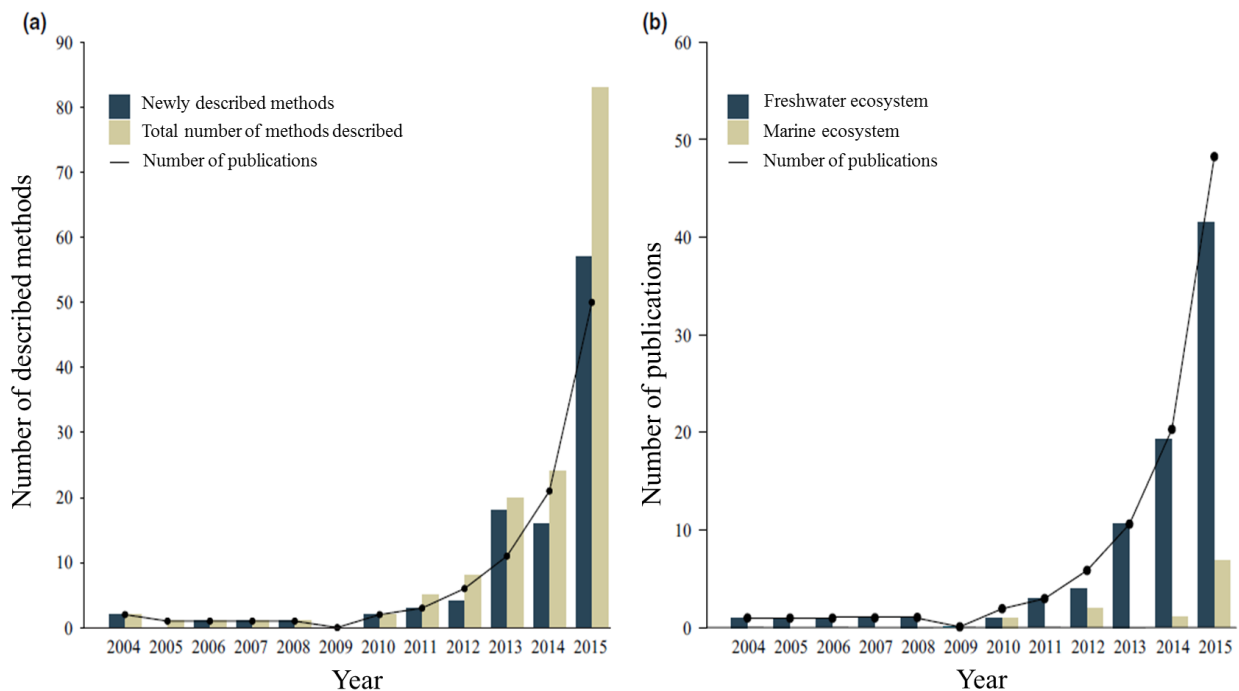 (a)
90
80
70
60
50
40
30
20
10
0
Number of described methods
Newly described methods
Total number of methods described
Number of publications
2004 2005 2006 2007 2008 2009 2010 2011 2012 2013 2014 2015
Year
(b)
60
50
40
30
20
10
0
Number of publications
Freshwater ecosystem
Marine ecosystem
Number of publications
2004 2005 2006 2007 2008 2009 2010 2011 2012 2013 2014 2015
Year